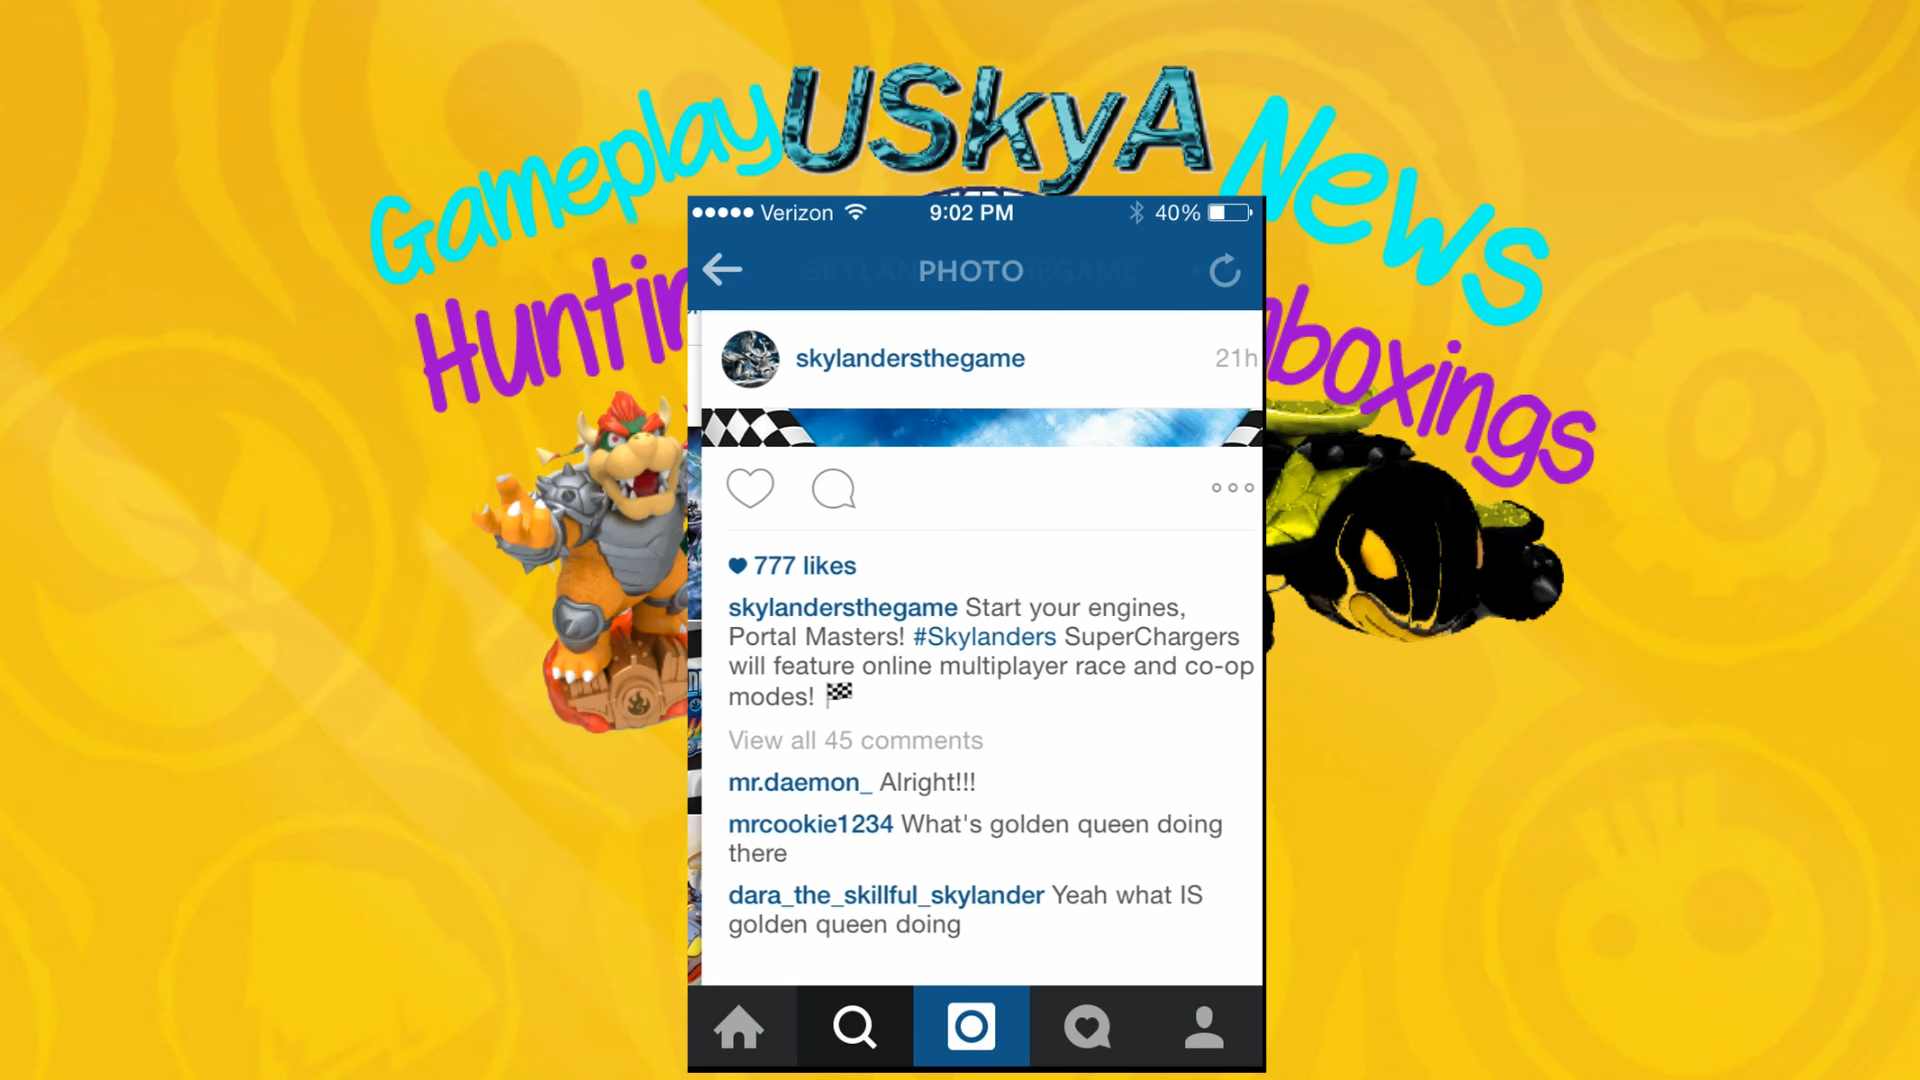 USkyA
Gameplay
News
Huntin
boxings
Verizon 9:02 PM 40%
PHOTO
skylandersthegame 21h
777 likes
skylandersthegame Start your engines,
Portal Masters! #Skylanders SuperChargers
will feature online multiplayer race and co-op
modes!
View all 45 comments
mr.daemon_ Alright!!!
mrcookie1234 What's golden queen doing
there
dara_the_skillful_skylander Yeah what IS
golden queen doing